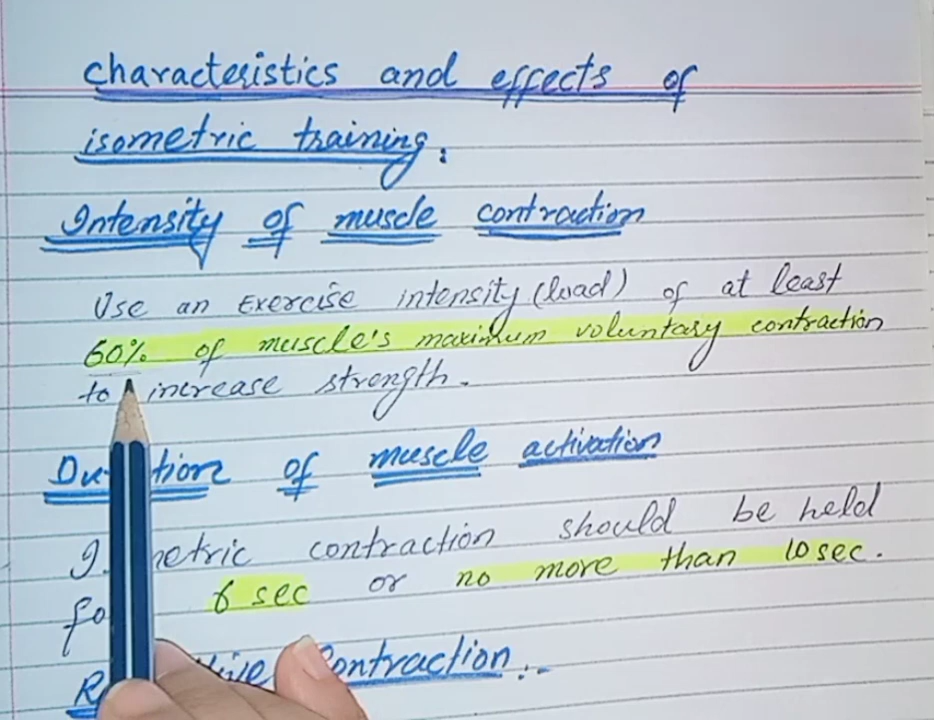 characteristics and effects of
isometric training:
Intensity of muscle contraction
Use an Exercise intensity (load) of at least
60% of muscle's maximum voluntary contraction
to increase strength.
of muscle activation
contraction should be held
6 sec or no more than 10 sec.
contraction :-